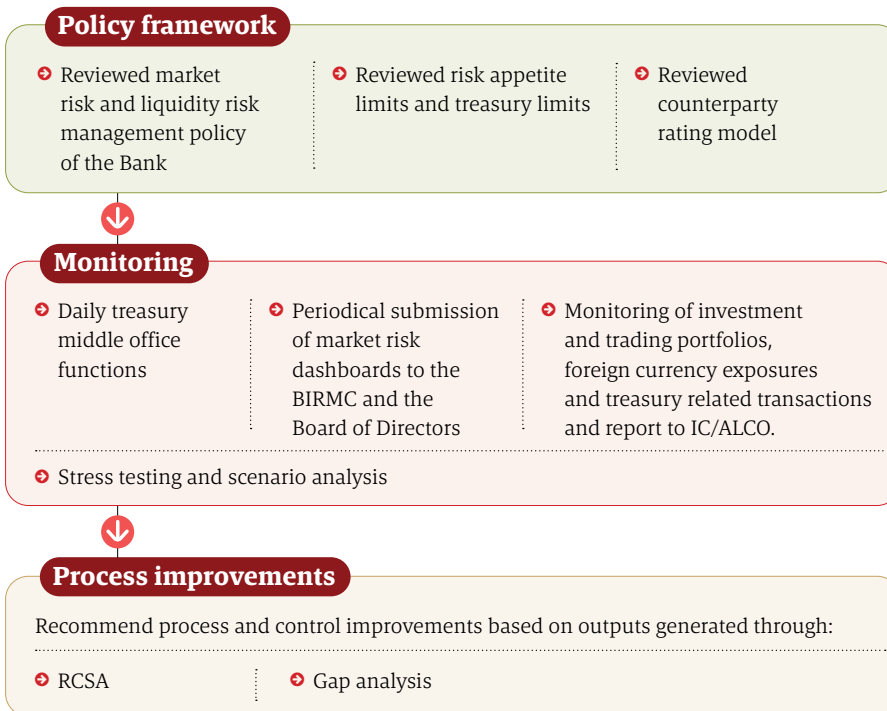 Policy framework
Reviewed market
risk and liquidity risk
management policy
of the Bank
Reviewed risk appetite
limits and treasury limits
Reviewed
counterparty
rating model
Monitoring
Daily treasury
middle office
functions
Periodical submission
of market risk
dashboards to the
BIRMC and the
Board of Directors
Monitoring of investment
and trading portfolios,
foreign currency exposures
and treasury related transactions
and report to IC/ALCO.
Stress testing and scenario analysis
Process improvements
Recommend process and control improvements based on outputs generated through:
RCSA
Gap analysis